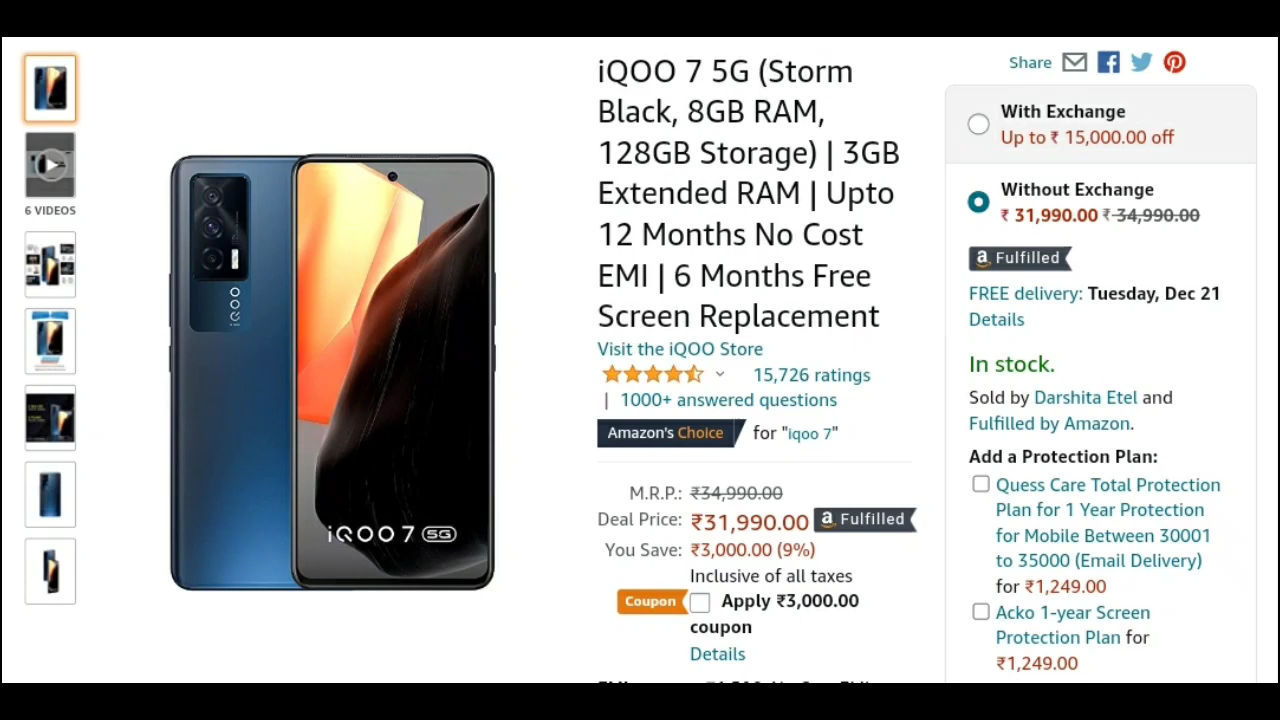 6 VIDEOS
iQOO
iQOO 7 5G
iQOO 7 5G (Storm
Black, 8GB RAM,
128GB Storage) | 3GB
Extended RAM | Upto
12 Months No Cost
EMI | 6 Months Free
Screen Replacement
Visit the iQOO Store
15,726 ratings
| 1000+ answered questions
Amazon's Choice for "iqoo 7"
M.R.P.: ₹34,990.00
Deal Price: ₹31,990.00 a Fulfilled
You Save: ₹3,000.00 (9%)
Inclusive of all taxes
Coupon Apply ₹3,000.00
coupon
Details
Share
With Exchange
Up to ₹ 15,000.00 off
Without Exchange
₹ 31,990.00 ₹ 34,990.00
a Fulfilled
FREE delivery: Tuesday, Dec 21
Details
In stock.
Sold by Darshita Etel and
Fulfilled by Amazon.
Add a Protection Plan:
Quess Care Total Protection
Plan for 1 Year Protection
for Mobile Between 30001
to 35000 (Email Delivery)
for ₹1,249.00
Acko 1-year Screen
Protection Plan for
₹1,249.00